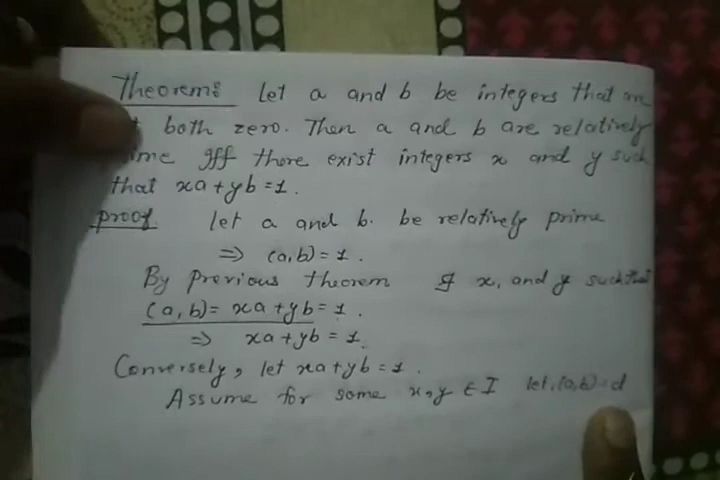 Theorem: Let a and b be integers that
both zero. Then a and b are relatively
iff there exist integers x and y such
that xa+yb=1.
proof. let a and b. be relatively prime
=> (a,b)=1.
By previous theorem ∃ x, and y such that
(a,b)= xa+yb=1.
=> xa+yb=1.
Conversely, let xa+yb=1.
Assume for some x,y ∈ I let,(a,b)=d